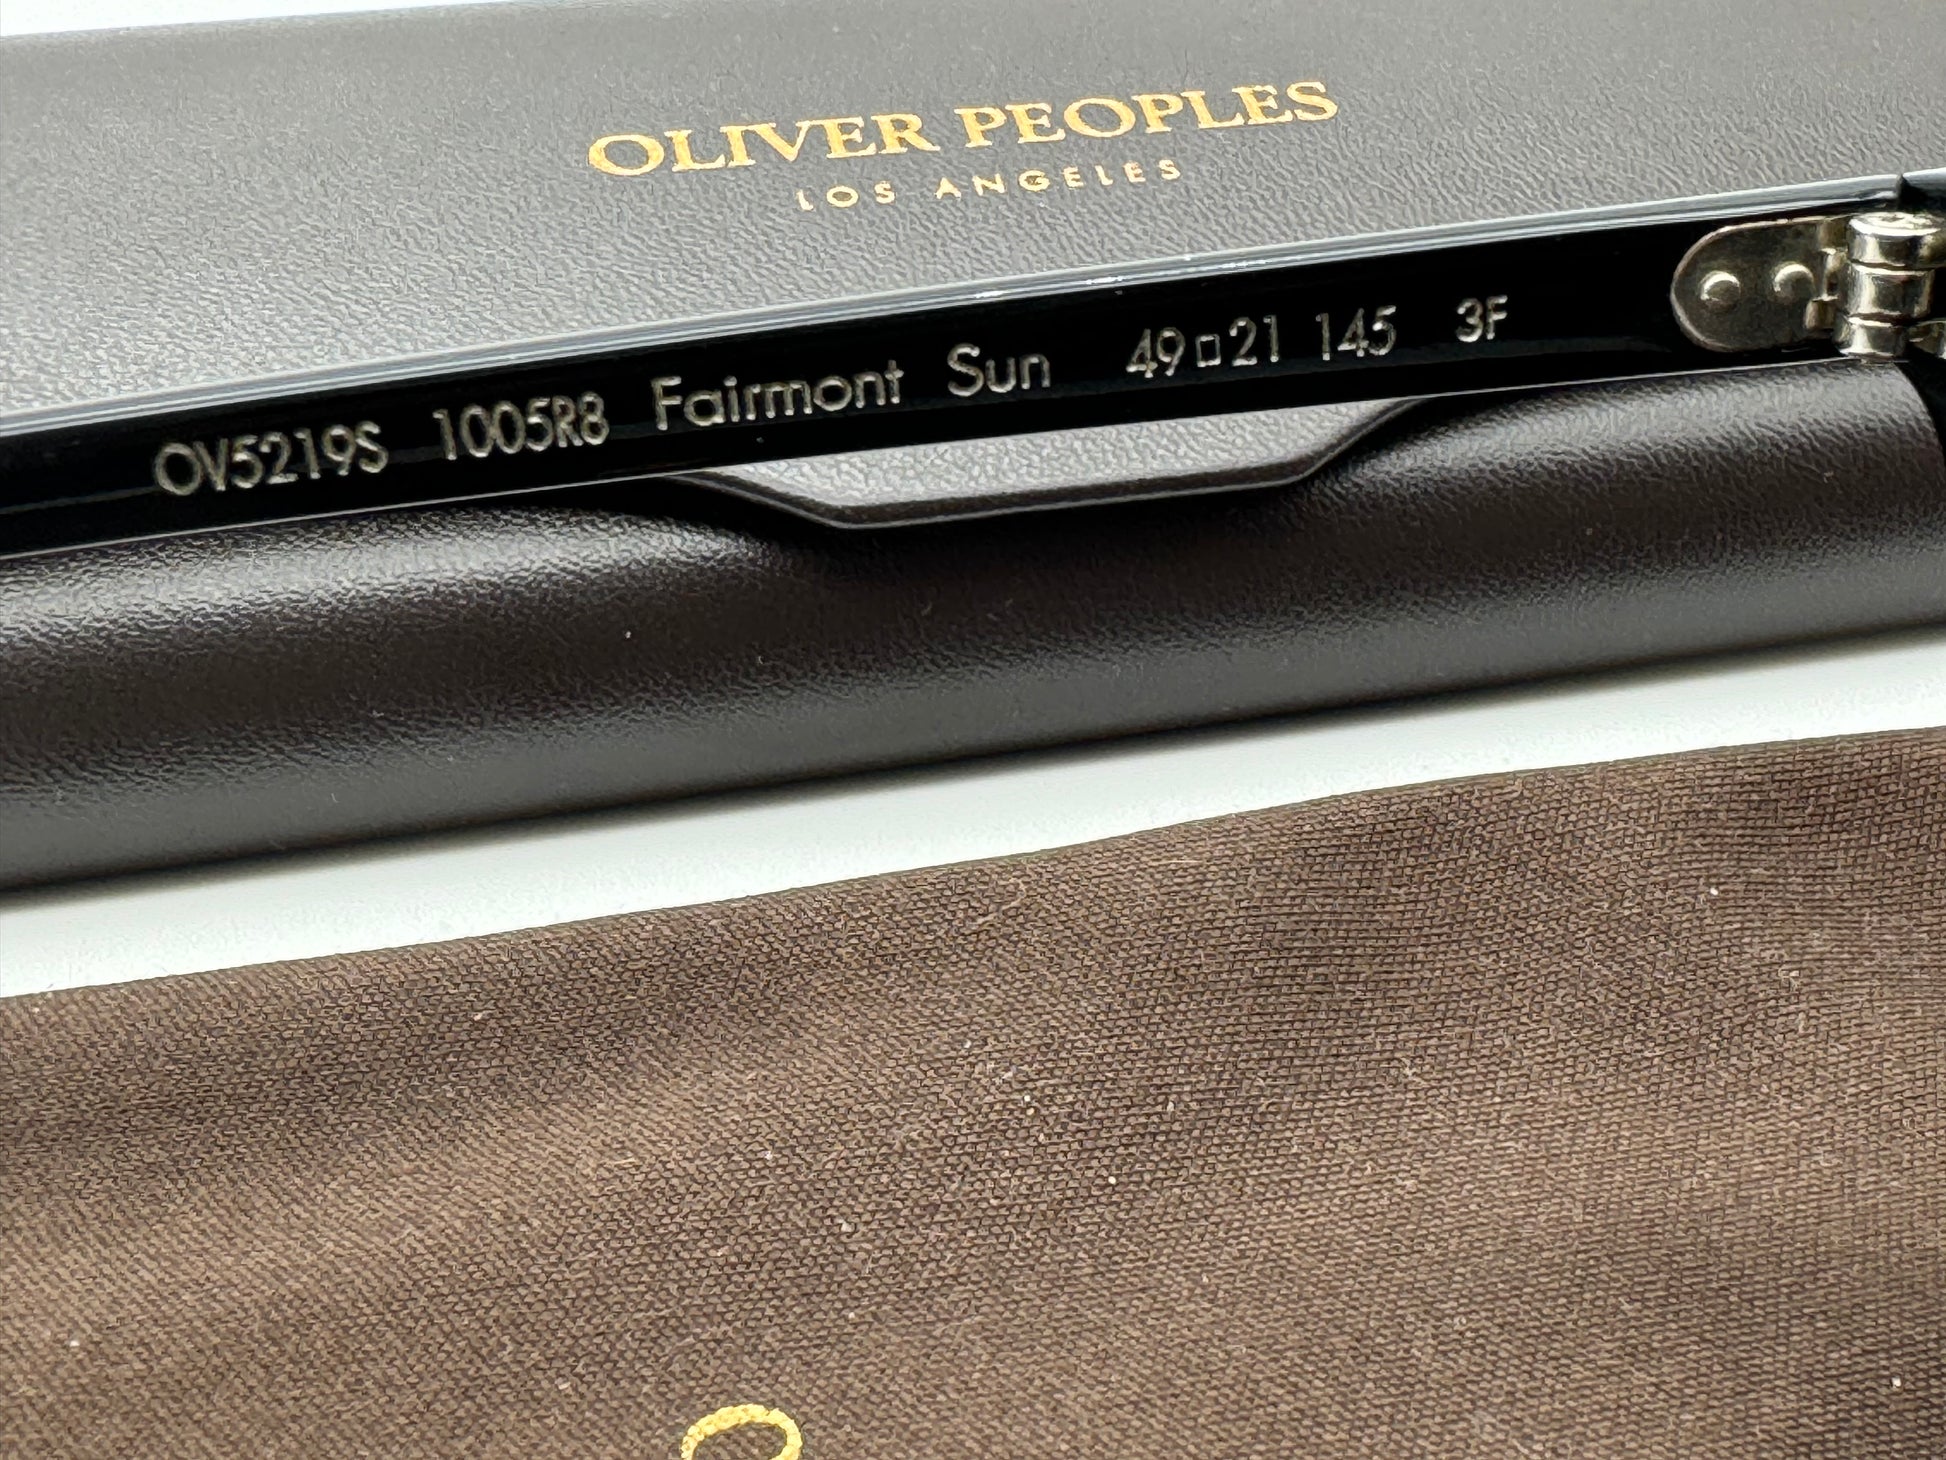 OLIVER PEOPLES
LOS ANGELES
OV5219S 1005R8 Fairmont Sun 49□21 145 3F